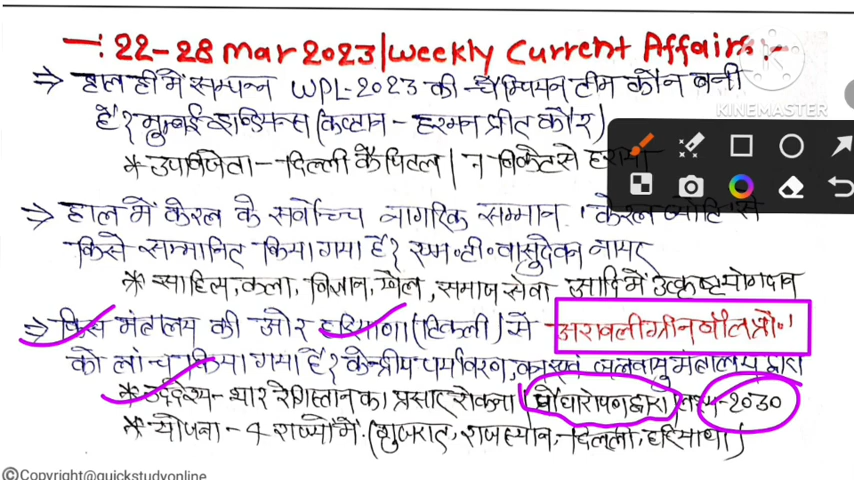 —: 22-28 Mar 2023 | Weekly Current Affairs :-
⇒ हाल ही में सम्पन्न WPL-2023 की चैम्पियन टीम कौन बनी
है? मुम्बई इण्डियन्स (कप्तान - हरमन प्रीत कौर)
* उपविजेता - दिल्ली कैपिटल | 7 विकेट से हराया
⇒ हाल में केरल के सर्वोच्च नागरिक सम्मान 'केरल ज्योति' से
किसे सम्मानित किया गया है? एम.टी. वासुदेवन नायर
* साहित्य, कला, विज्ञान, खेल, समाज सेवा आदि में उत्कृष्ट योगदान
⇒ किस मंत्रालय की ओर हरियाणा (टिकली) से 'अरावली ग्रीन वॉल प्रो.'
को लांच किया गया है? केन्द्रीय पर्यावरण, वन एवं जलवायु मंत्रालय द्वारा
* उद्देश्य - थार रेगिस्तान का प्रसार रोकना (पौधारोपण द्वारा) लक्ष्य - 2030
* योजना - 4 राज्यों में (गुजरात, राजस्थान, दिल्ली, हरियाणा)
KINEMASTER
©Copyright@quickstudyonline